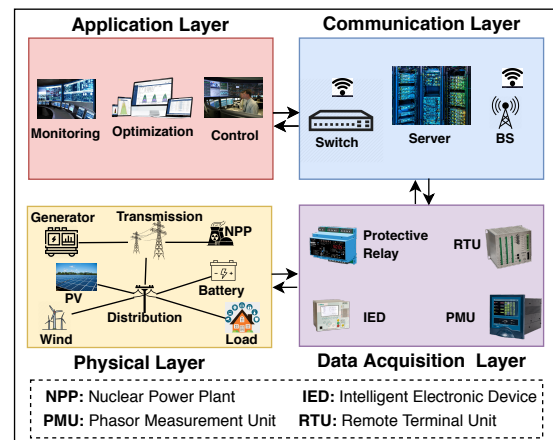 Application Layer
Communication Layer
Monitoring
Optimization
Control
Switch
Server
BS
Generator
Transmission
NPP
PV
Battery
Wind
Distribution
Load
Protective
Relay
RTU
IED
PMU
Physical Layer
Data Acquisition Layer
NPP: Nuclear Power Plant
IED: Intelligent Electronic Device
PMU: Phasor Measurement Unit
RTU: Remote Terminal Unit